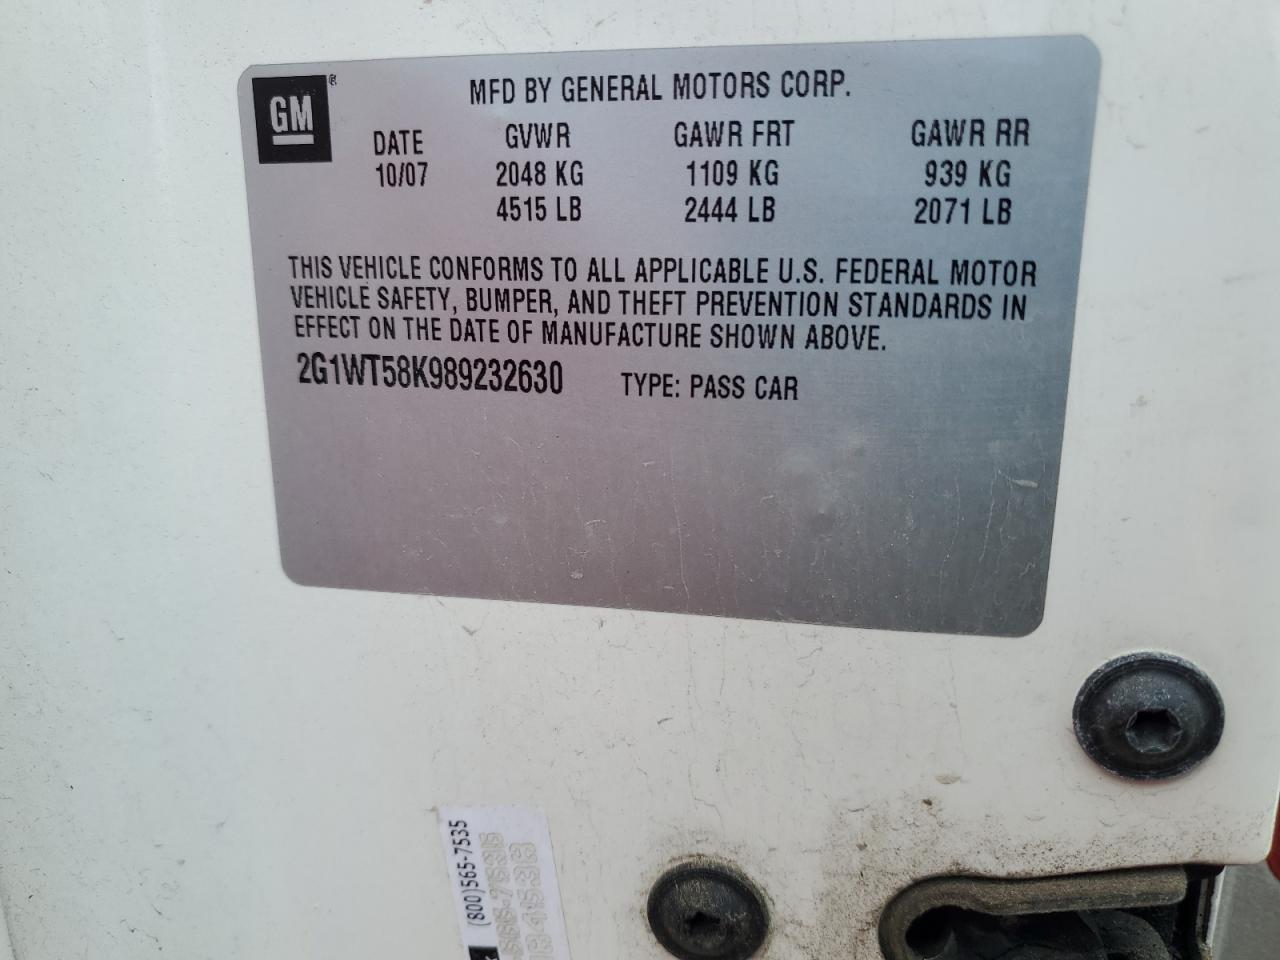 GM ®
MFD BY GENERAL MOTORS CORP.
DATE GVWR GAWR FRT GAWR RR
10/07 2048 KG 1109 KG 939 KG
4515 LB 2444 LB 2071 LB
THIS VEHICLE CONFORMS TO ALL APPLICABLE U.S. FEDERAL MOTOR
VEHICLE SAFETY, BUMPER, AND THEFT PREVENTION STANDARDS IN
EFFECT ON THE DATE OF MANUFACTURE SHOWN ABOVE.
2G1WT58K989232630 TYPE: PASS CAR
(800)565-7535